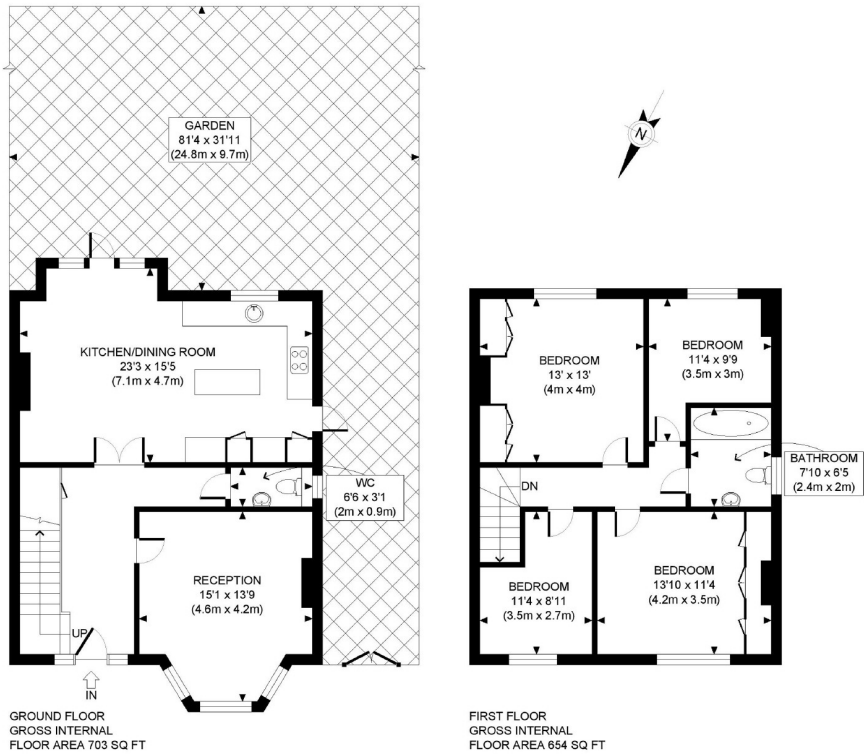 GARDEN
81'4 x 31'11
(24.8m x 9.7m)
N
KITCHEN/DINING ROOM
23'3 x 15'5
(7.1m x 4.7m)
WC
6'6 x 3'1
(2m x 0.9m)
RECEPTION
15'1 x 13'9
(4.6m x 4.2m)
UP
IN
GROUND FLOOR
GROSS INTERNAL
FLOOR AREA 703 SQ FT
BEDROOM
13' x 13'
(4m x 4m)
BEDROOM
11'4 x 9'9
(3.5m x 3m)
BATHROOM
7'10 x 6'5
(2.4m x 2m)
DN
BEDROOM
11'4 x 8'11
(3.5m x 2.7m)
BEDROOM
13'10 x 11'4
(4.2m x 3.5m)
FIRST FLOOR
GROSS INTERNAL
FLOOR AREA 654 SQ FT